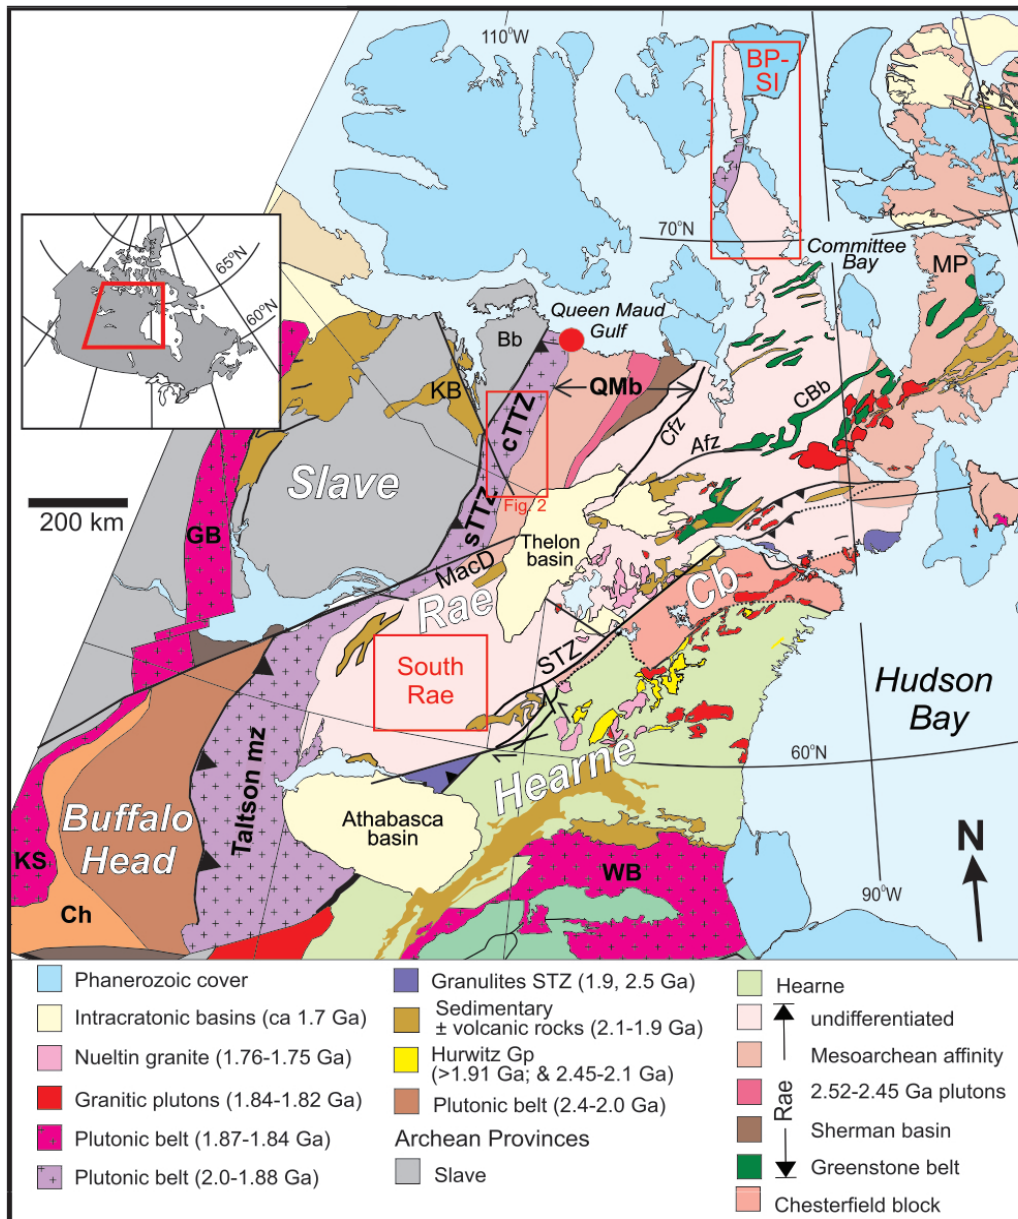 110°W
BP-
SI
65°N
60°N
70°N
Committee
Bay
MP
Queen Maud
Gulf
Bb
KB
QMb
CBb
cTTZ
Cfz
Afz
Slave
Fig. 2
200 km
sTTZ
GB
Thelon
basin
MacD
Rae
Cb
STZ
South
Rae
Hudson
Bay
60°N
Hearne
Taltson mz
Buffalo
Head
Athabasca
basin
N
KS
WB
90°W
Ch
Phanerozoic cover
Intracratonic basins (ca 1.7 Ga)
Nueltin granite (1.76-1.75 Ga)
Granitic plutons (1.84-1.82 Ga)
Plutonic belt (1.87-1.84 Ga)
Plutonic belt (2.0-1.88 Ga)
Granulites STZ (1.9, 2.5 Ga)
Sedimentary
± volcanic rocks (2.1-1.9 Ga)
Hurwitz Gp
(>1.91 Ga; & 2.45-2.1 Ga)
Plutonic belt (2.4-2.0 Ga)
Archean Provinces
Slave
Hearne
undifferentiated
Mesoarchean affinity
2.52-2.45 Ga plutons
Rae
Sherman basin
Greenstone belt
Chesterfield block